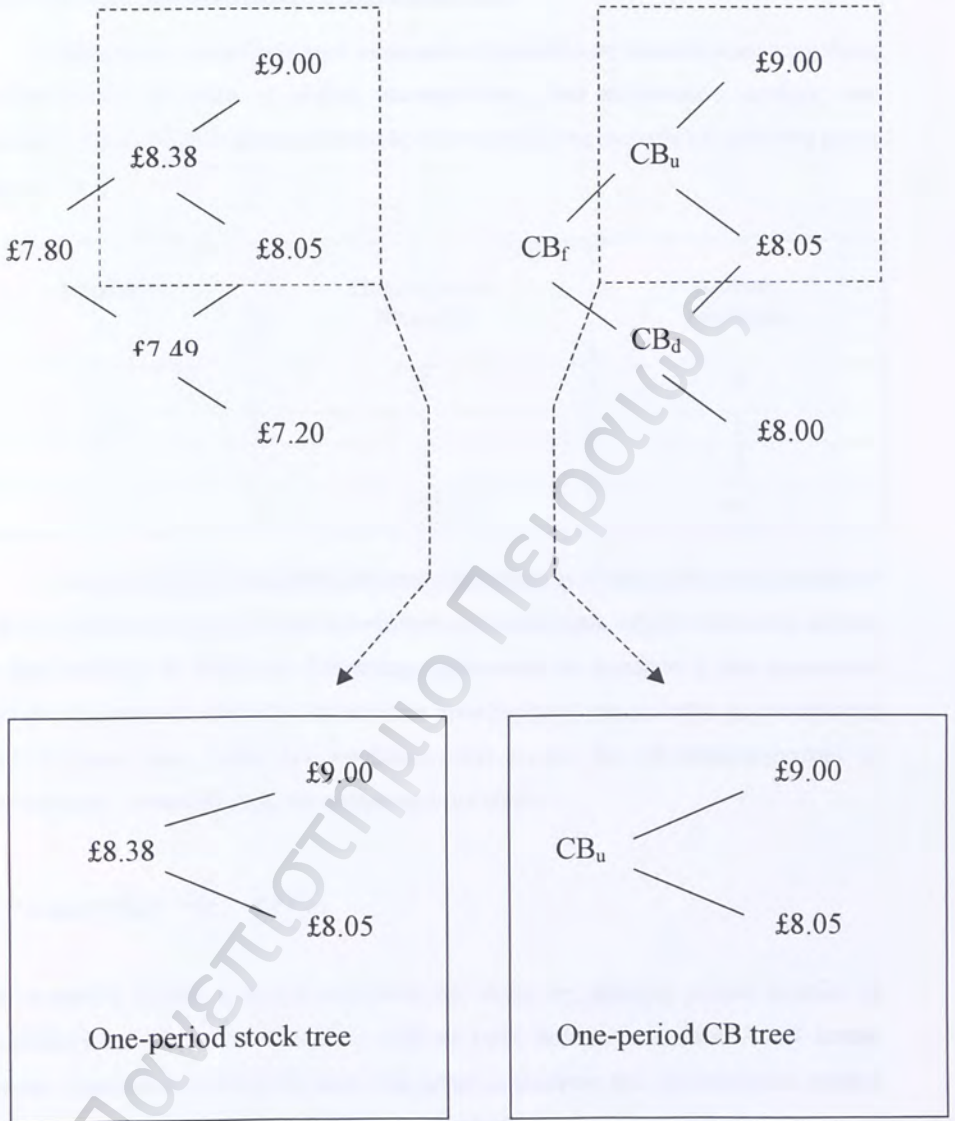 £9.00 £9.00
£8.38 CBu
£7.80 £8.05 CBf £8.05
£7.49 CBd
£7.20 £8.00
£9.00 £9.00
£8.38 CBu
£8.05 £8.05
One-period stock tree One-period CB tree
Πανεπιστήμιο Πειραιώς